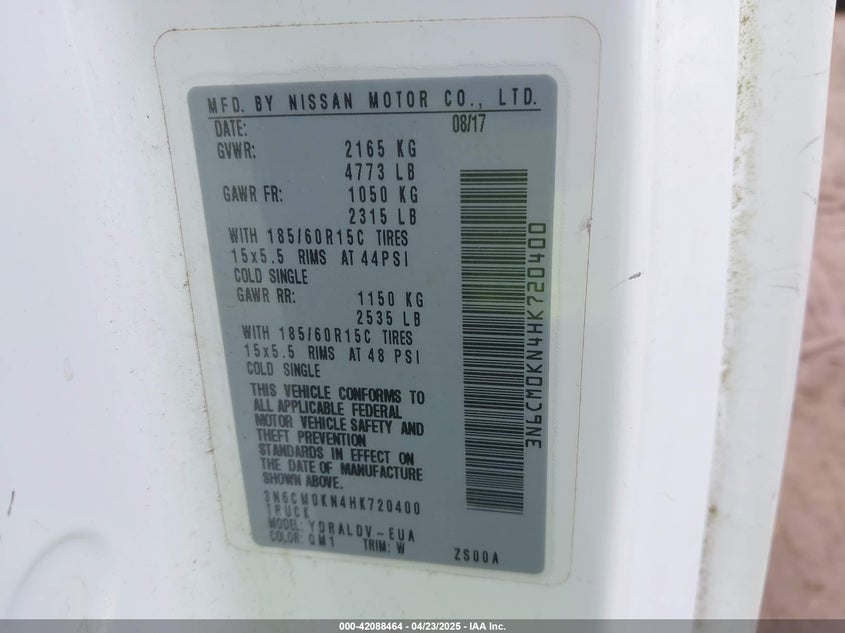 MFD. BY NISSAN MOTOR CO., LTD.
DATE: 08/17
GVWR: 2165 KG
4773 LB
GAWR FR: 1050 KG
2315 LB
WITH 185/60R15C TIRES
15x5.5 RIMS AT 44PSI
COLD SINGLE
GAWR RR: 1150 KG
2535 LB
WITH 185/60R15C TIRES
15x5.5 RIMS AT 48 PSI
COLD SINGLE
THIS VEHICLE CONFORMS TO
ALL APPLICABLE FEDERAL
MOTOR VEHICLE SAFETY AND
THEFT PREVENTION
STANDARDS IN EFFECT ON
THE DATE OF MANUFACTURE
SHOWN ABOVE.
3N6CM0KN4HK720400
TRUCK
MODEL: YDRALDV-EUA
COLOR: QM1 TRIM: W ZS00A
3N6CM0KN4HK720400
000-42088464 - 04/23/2025 - IAA Inc.